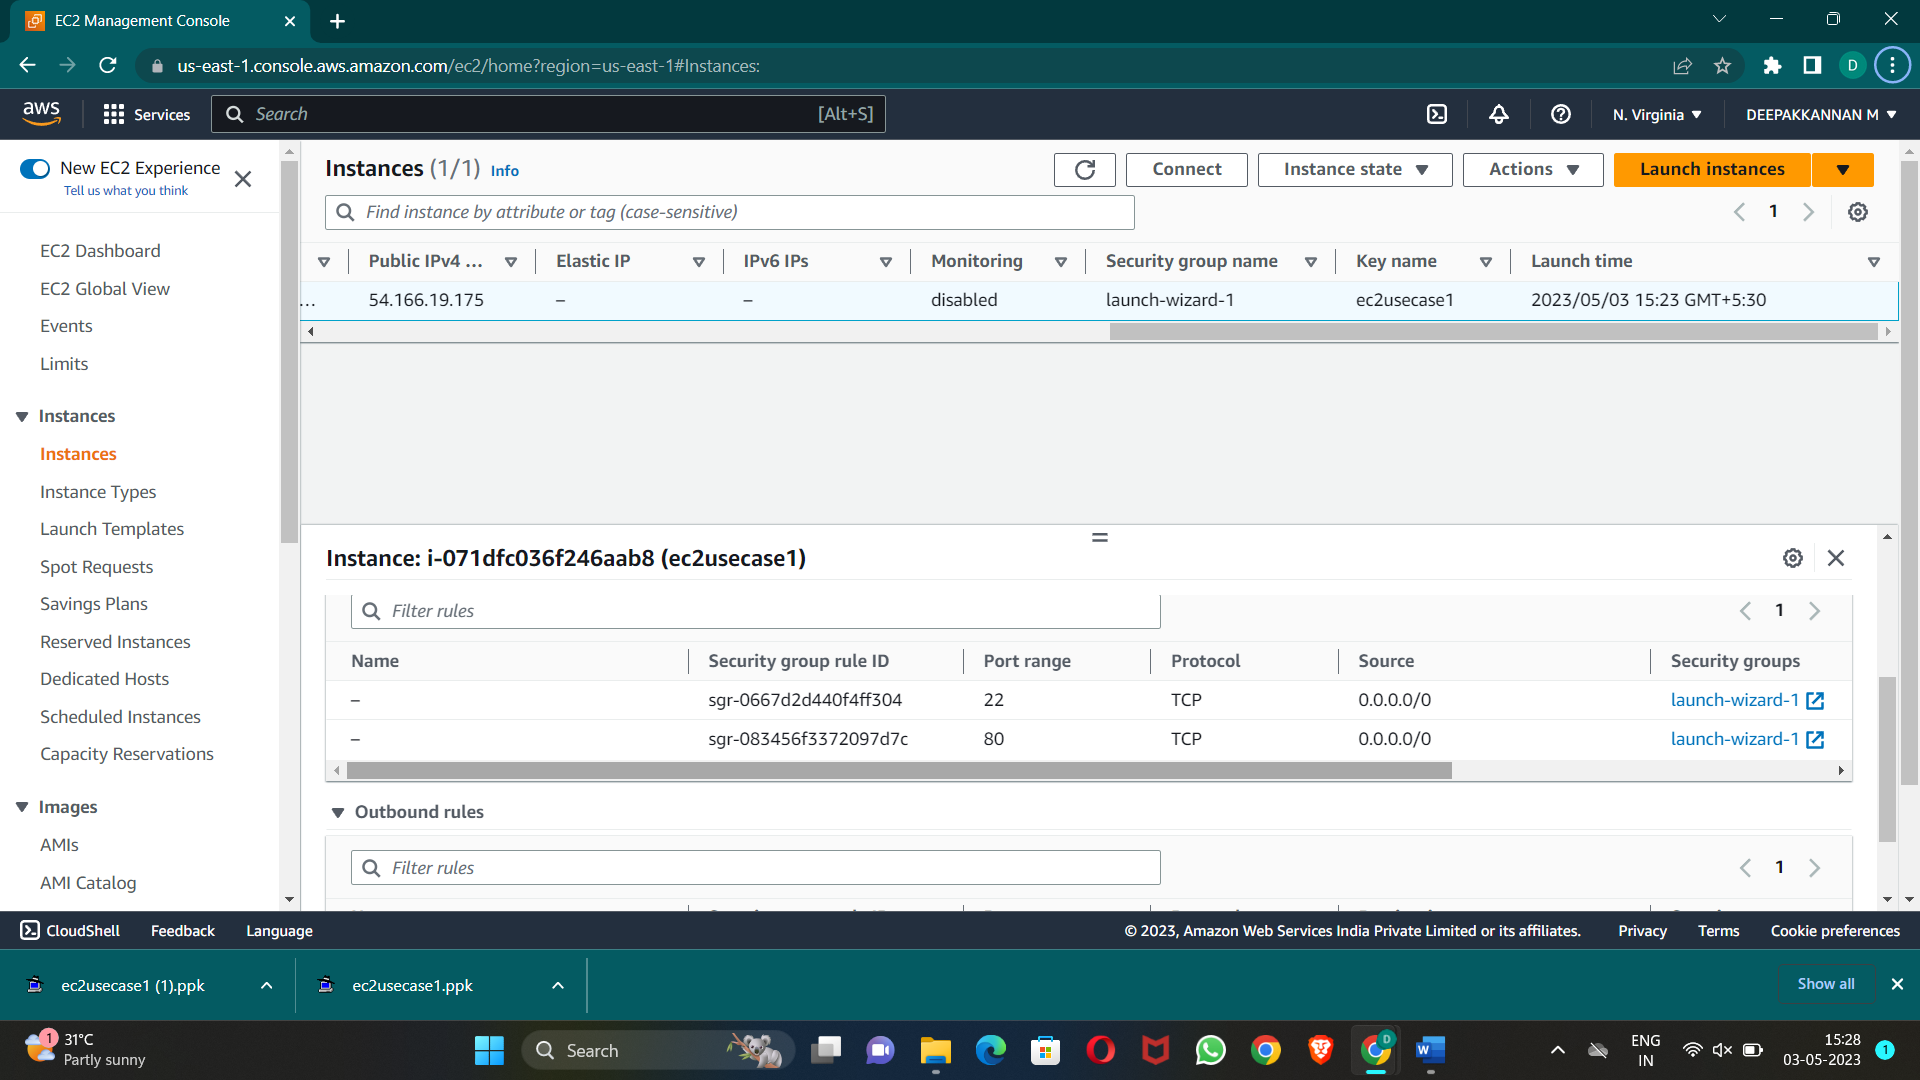 EC2 Management Console
us-east-1.console.aws.amazon.com/ec2/home?region=us-east-1#Instances:
D
aws
Services
Search
[Alt+S]
N. Virginia
DEEPAKKANNAN M
New EC2 Experience
Tell us what you think
EC2 Dashboard
EC2 Global View
Events
Limits
Instances
Instances
Instance Types
Launch Templates
Spot Requests
Savings Plans
Reserved Instances
Dedicated Hosts
Scheduled Instances
Capacity Reservations
Images
AMIs
AMI Catalog
Instances (1/1) Info
Connect
Instance state
Actions
Launch instances
Find instance by attribute or tag (case-sensitive)
1
Public IPv4 ... Elastic IP IPv6 IPs Monitoring Security group name Key name Launch time
... 54.166.19.175 – – disabled launch-wizard-1 ec2usecase1 2023/05/03 15:23 GMT+5:30
Instance: i-071dfc036f246aab8 (ec2usecase1)
Filter rules
1
Name Security group rule ID Port range Protocol Source Security groups
– sgr-0667d2d440f4ff304 22 TCP 0.0.0.0/0 launch-wizard-1
– sgr-083456f3372097d7c 80 TCP 0.0.0.0/0 launch-wizard-1
Outbound rules
Filter rules
1
CloudShell Feedback Language © 2023, Amazon Web Services India Private Limited or its affiliates. Privacy Terms Cookie preferences
ec2usecase1 (1).ppk
ec2usecase1.ppk
Show all
1
31°C
Partly sunny
Search
D
W
ENG
IN
15:28
03-05-2023
1